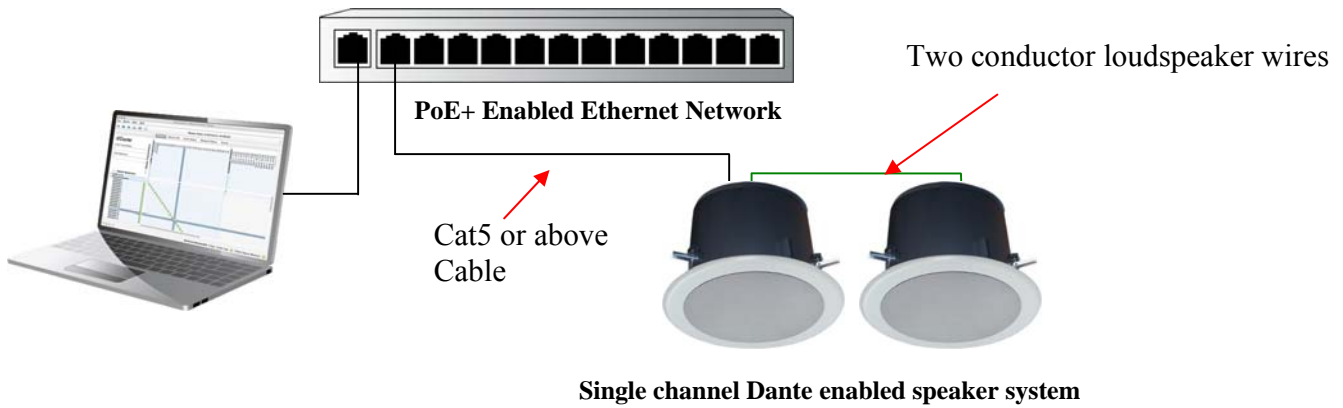 Two conductor loudspeaker wires
PoE+ Enabled Ethernet Network
Cat5 or above
Cable
Single channel Dante enabled speaker system